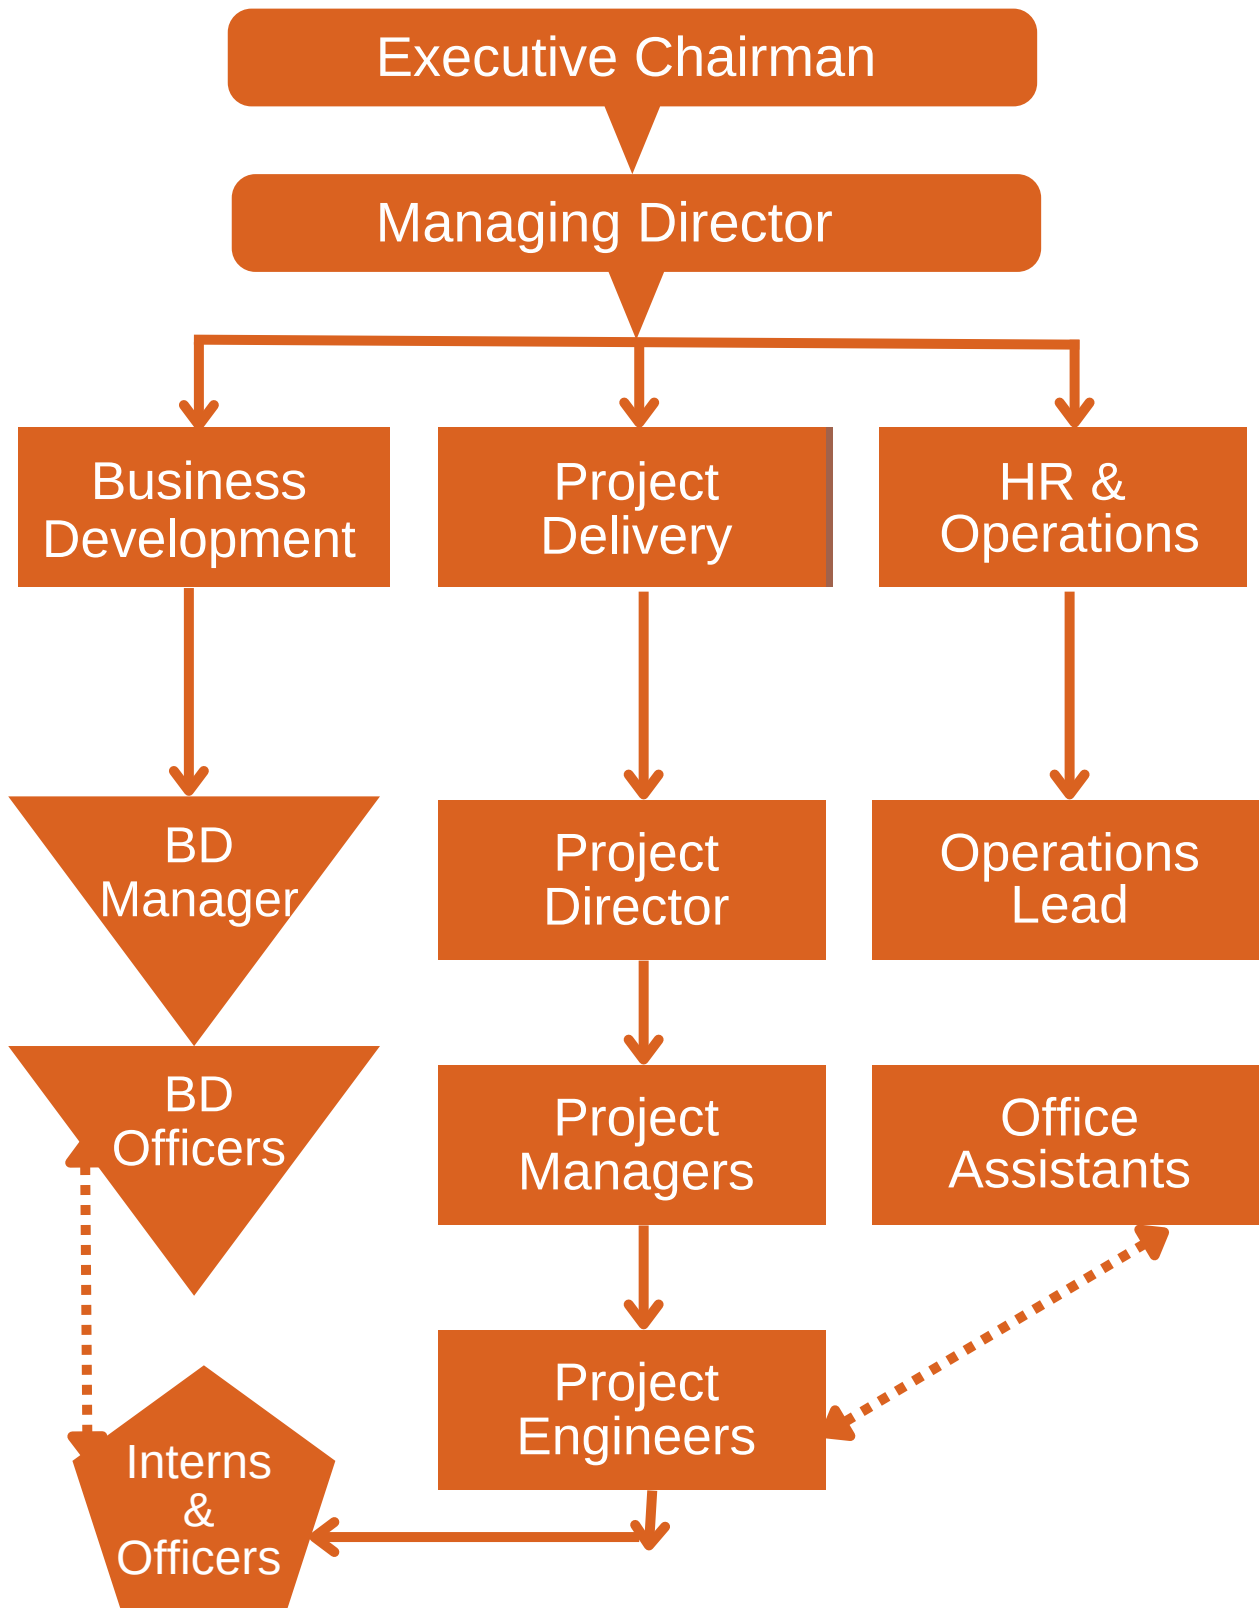 Executive Chairman
Managing Director
Business
Development
Project
Delivery
HR &
Operations
BD
Manager
Project
Director
Operations
Lead
BD
Officers
Project
Managers
Office
Assistants
Project
Engineers
Interns
&
Officers